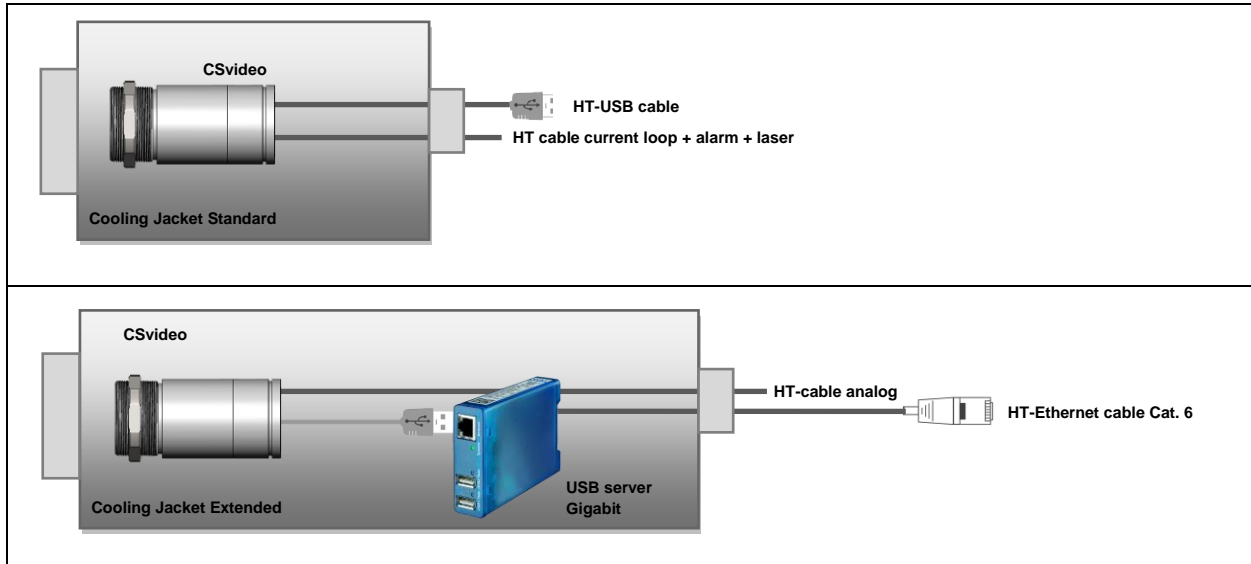 CSvideo
HT-USB cable
HT cable current loop + alarm + laser
Cooling Jacket Standard
CSvideo
HT-cable analog
HT-Ethernet cable Cat. 6
USB server
Gigabit
Cooling Jacket Extended